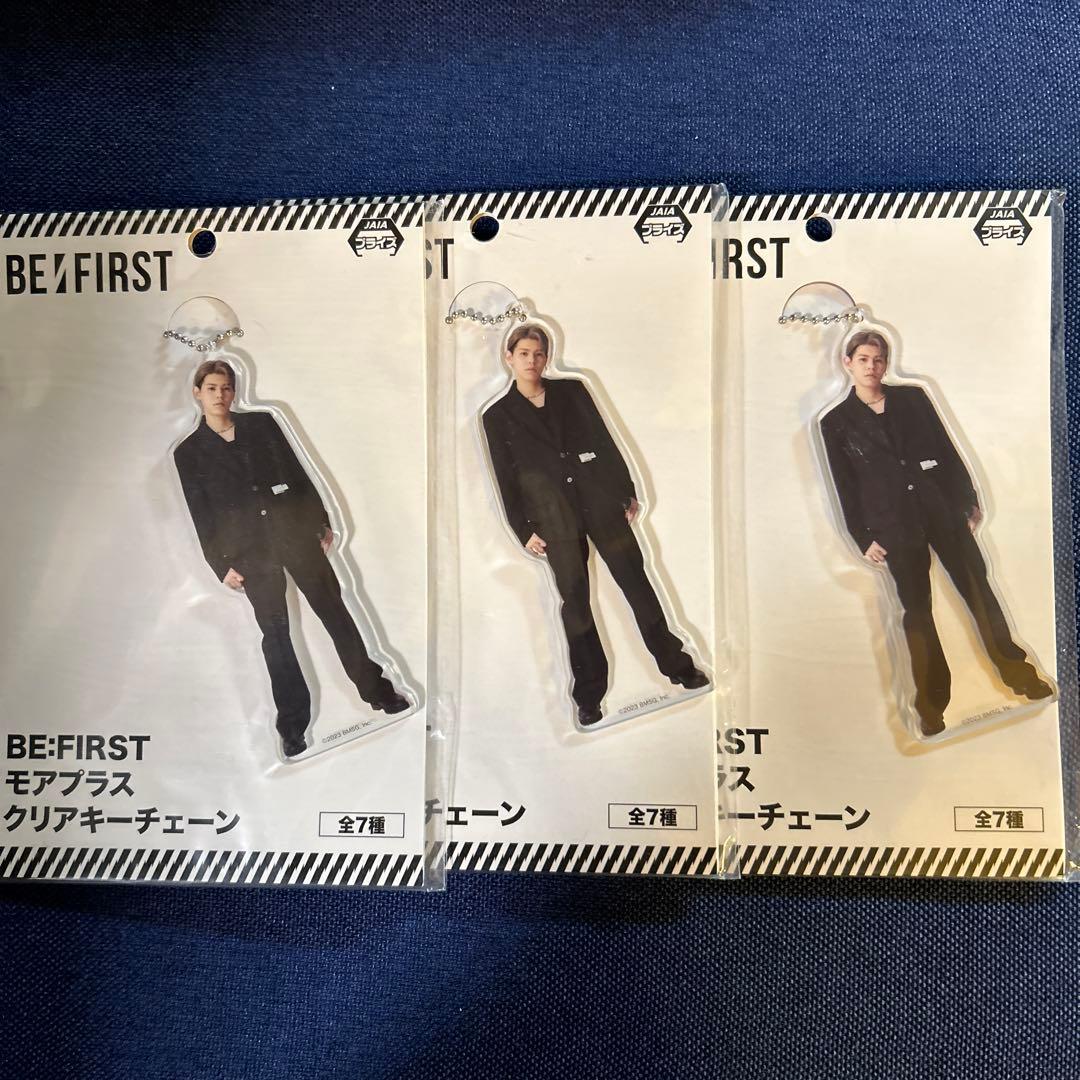 BE:FIRST
JAIA
プライズ
BE:FIRST
モアプラス
クリアキーチェーン
全7種
©2023 BMSG, Inc.
ST
JAIA
プライズ
チェーン
全7種
©2023 BMSG, Inc.
IRST
JAIA
プライズ
RST
ラス
キーチェーン
全7種
©2023 BMSG, Inc.